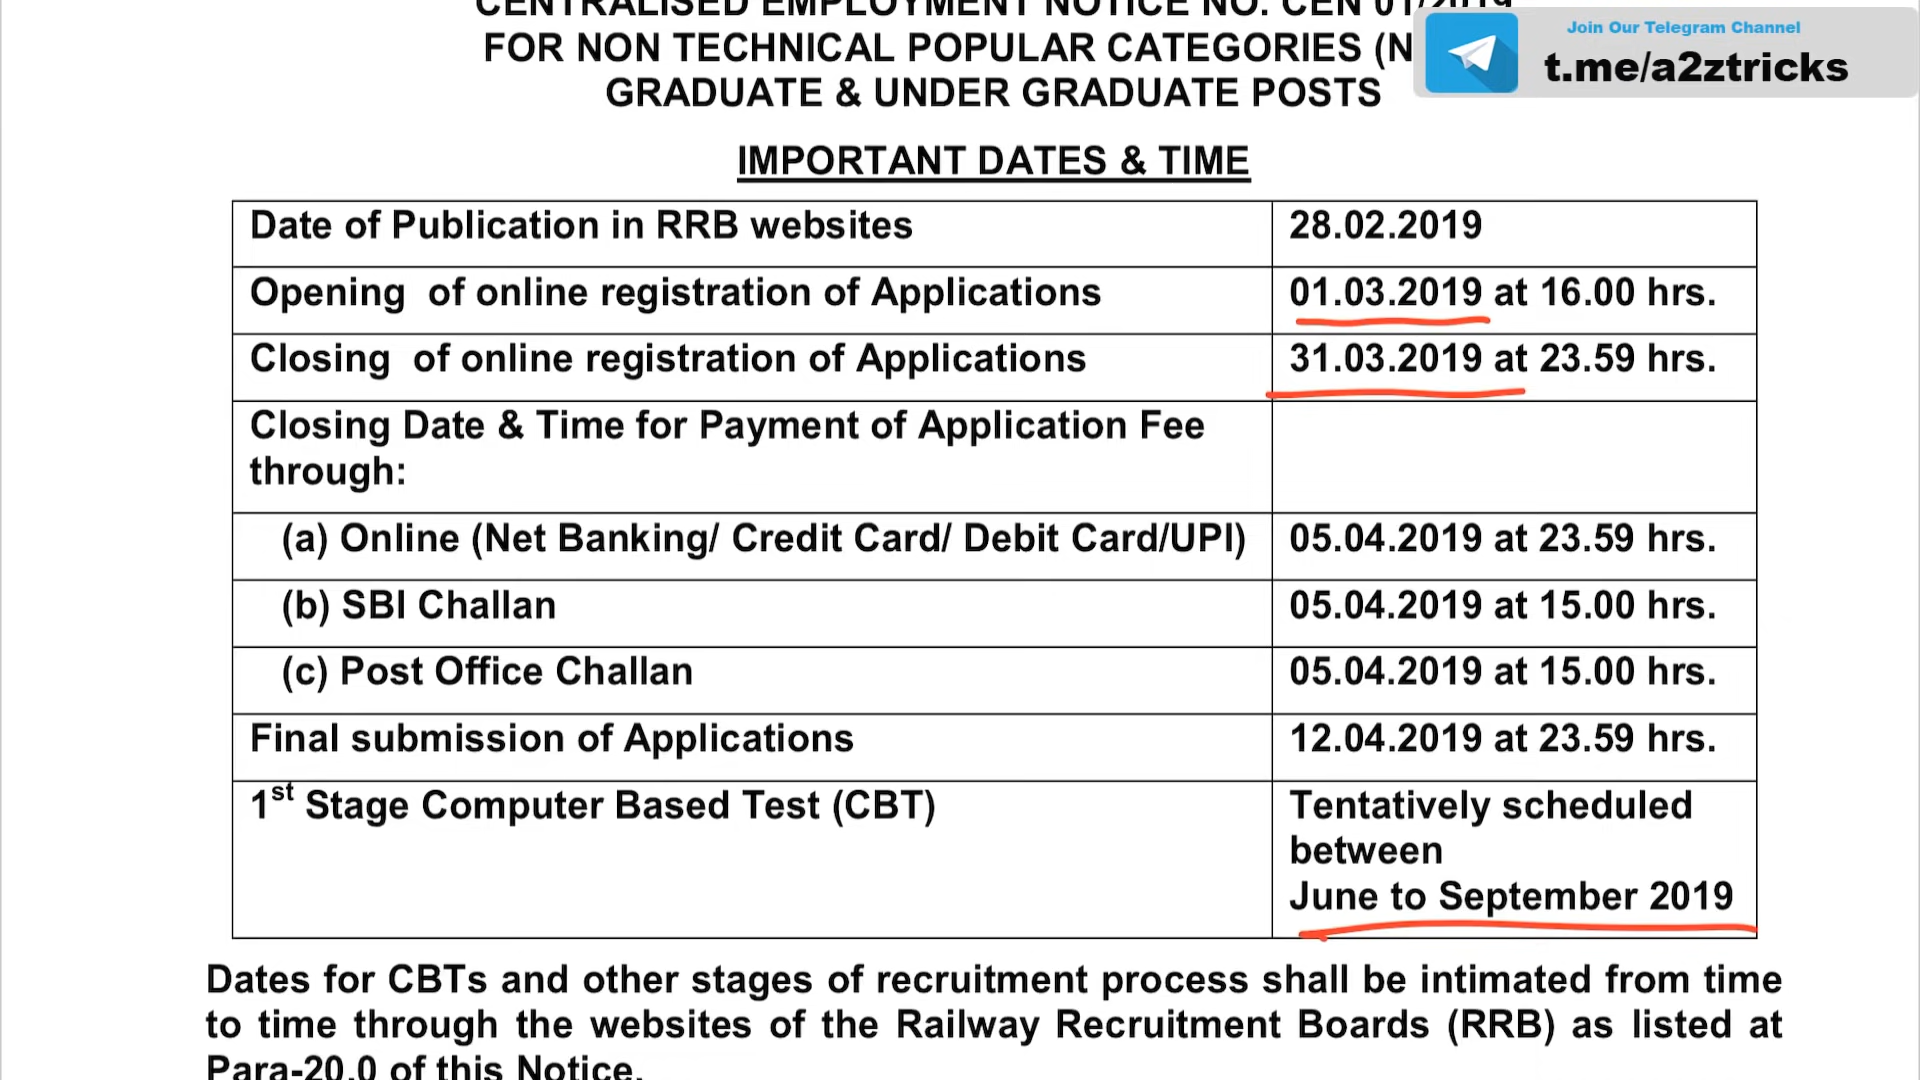 CENTRALISED EMPLOYMENT NOTICE NO. CEN 01/2019
FOR NON TECHNICAL POPULAR CATEGORIES (N
GRADUATE & UNDER GRADUATE POSTS
Join Our Telegram Channel
t.me/a2ztricks
IMPORTANT DATES & TIME
Date of Publication in RRB websites 28.02.2019
Opening of online registration of Applications 01.03.2019 at 16.00 hrs.
Closing of online registration of Applications 31.03.2019 at 23.59 hrs.
Closing Date & Time for Payment of Application Fee
through:
(a) Online (Net Banking/ Credit Card/ Debit Card/UPI) 05.04.2019 at 23.59 hrs.
(b) SBI Challan 05.04.2019 at 15.00 hrs.
(c) Post Office Challan 05.04.2019 at 15.00 hrs.
Final submission of Applications 12.04.2019 at 23.59 hrs.
1st Stage Computer Based Test (CBT) Tentatively scheduled
between
June to September 2019
Dates for CBTs and other stages of recruitment process shall be intimated from time
to time through the websites of the Railway Recruitment Boards (RRB) as listed at
Para-20.0 of this Notice.